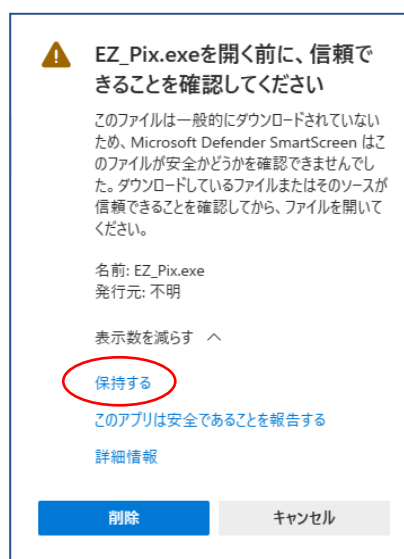 EZ_Pix.exeを開く前に、信頼で
きることを確認してください
このファイルは一般的にダウンロードされていない
ため、Microsoft Defender SmartScreen はこ
のファイルが安全かどうかを確認できませんでし
た。ダウンロードしているファイルまたはそのソースが
信頼できることを確認してから、ファイルを開いて
ください。
名前: EZ_Pix.exe
発行元: 不明
表示数を減らす
保持する
このアプリは安全であることを報告する
詳細情報
削除
キャンセル